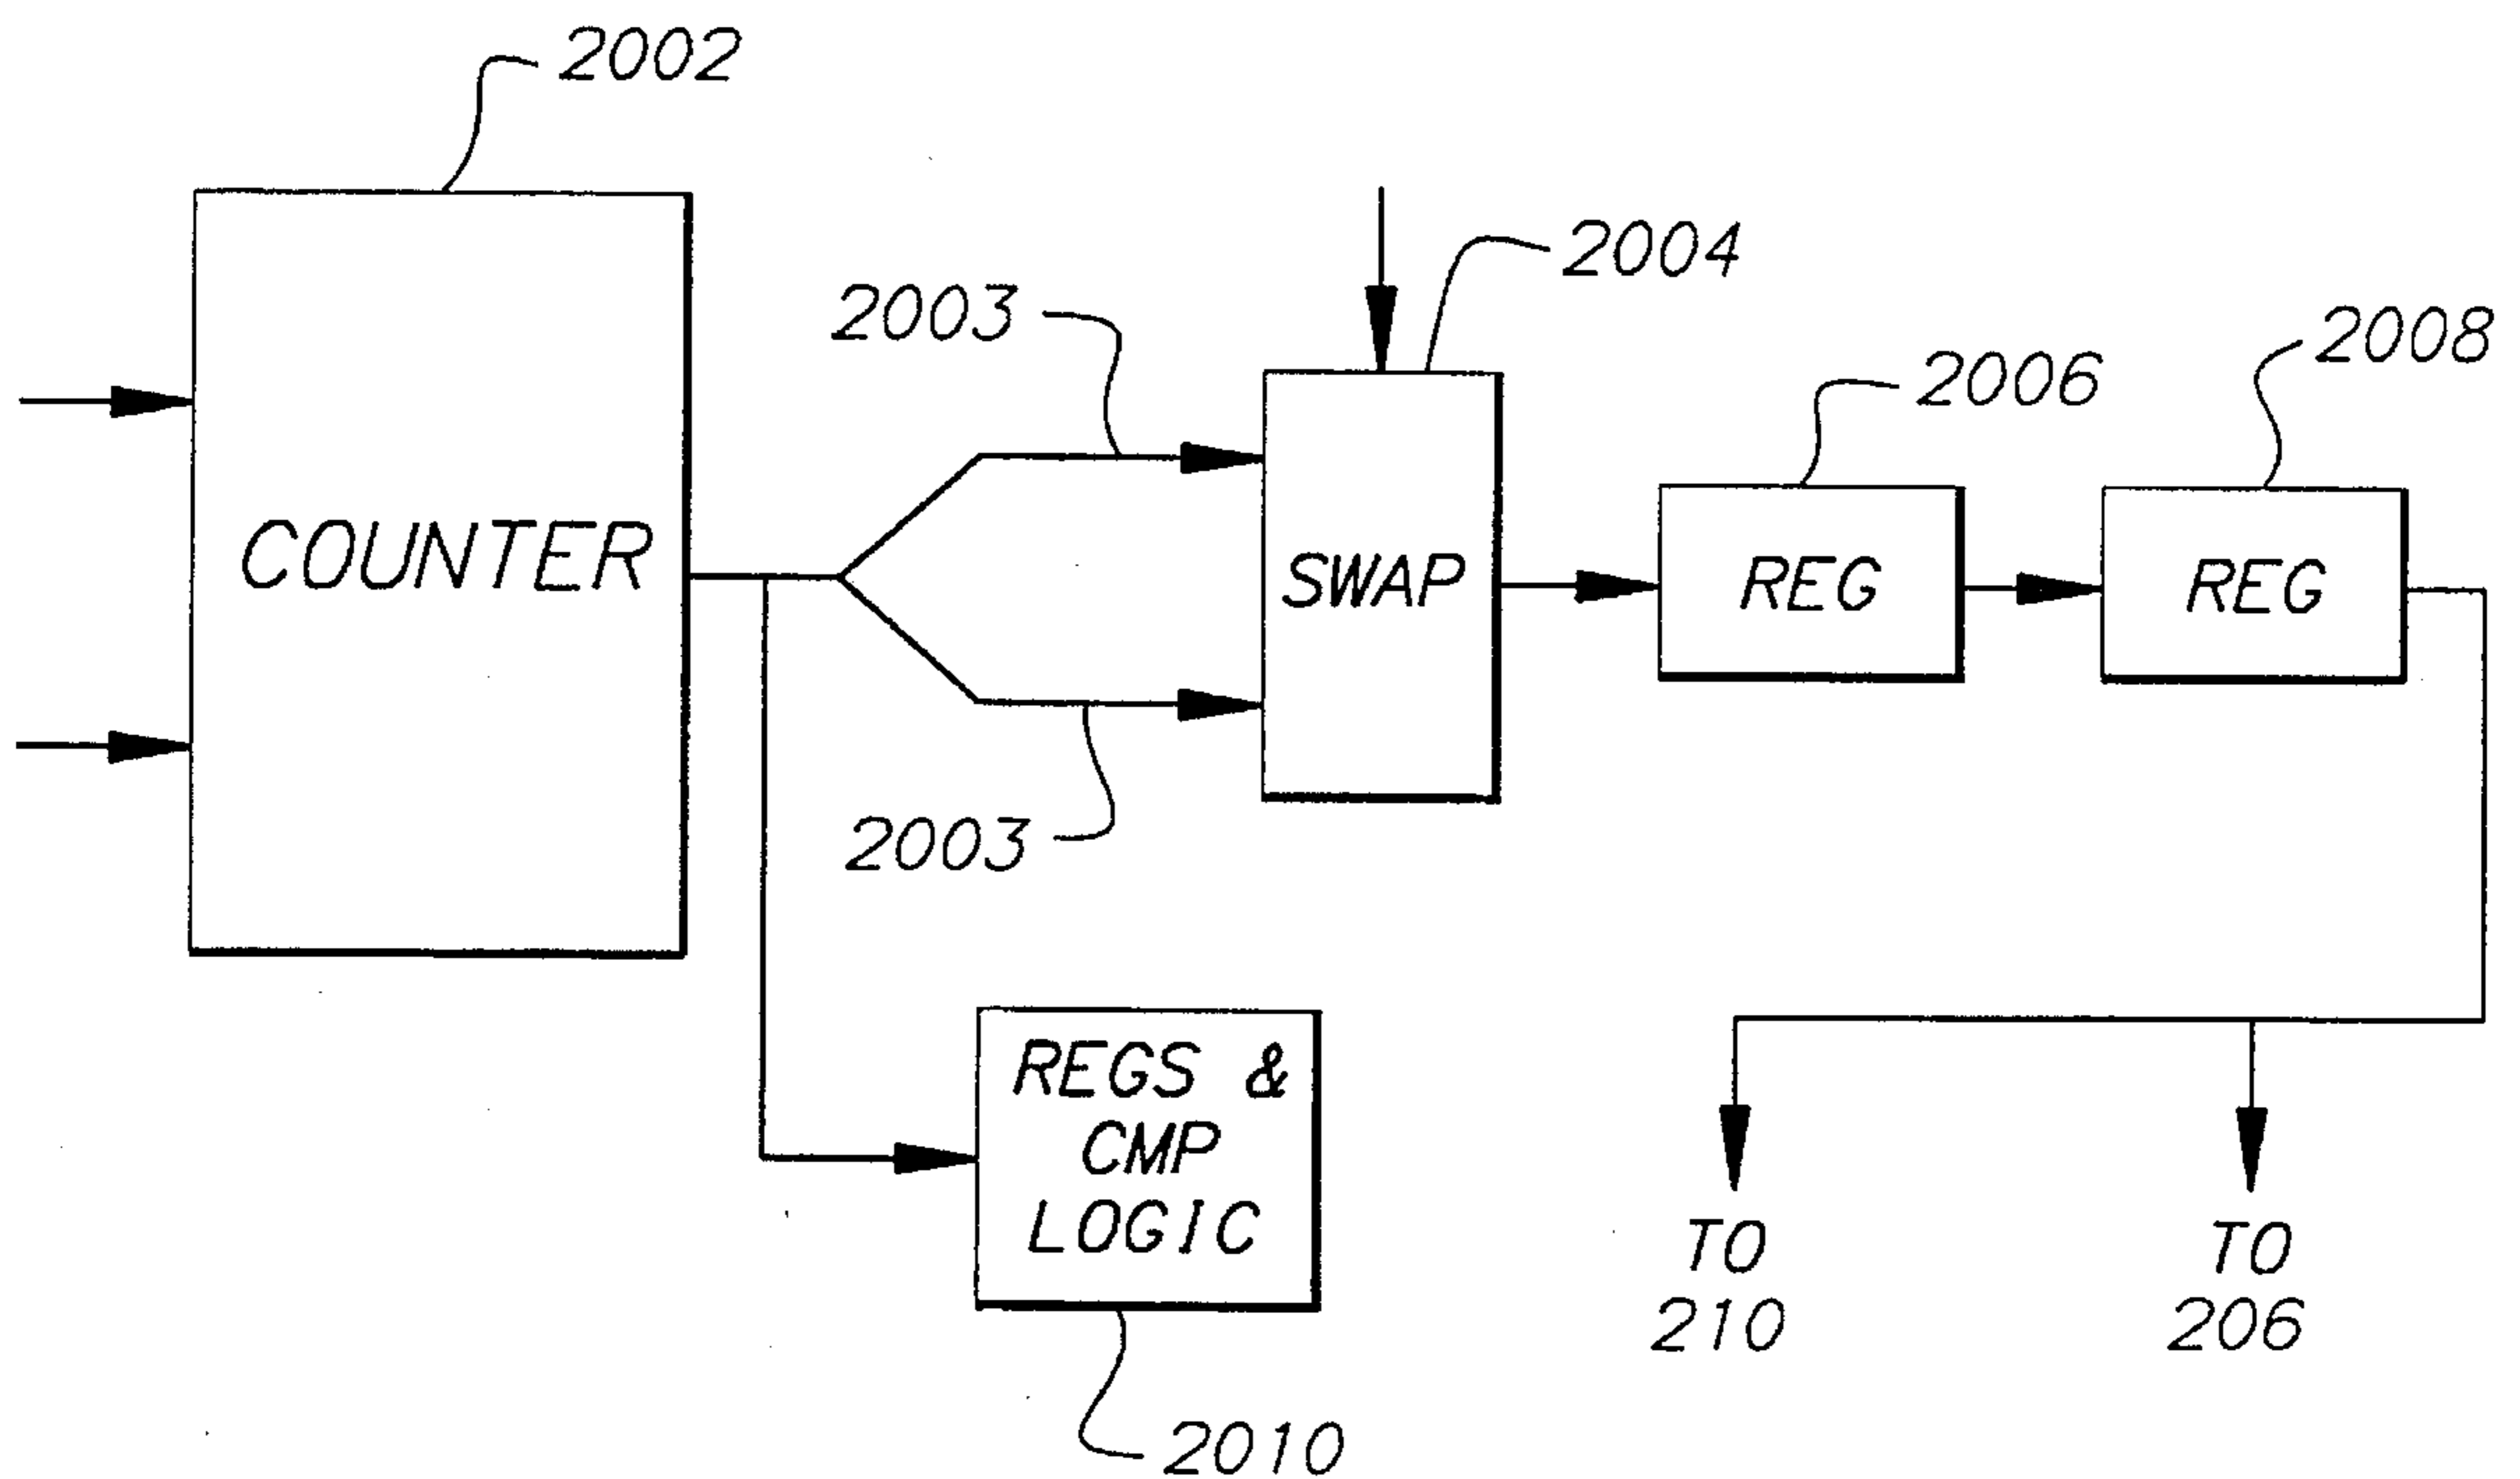 2002
2004
2003
2008
2006
COUNTER
SWAP
REG
REG
2003
REGS &
CMP
LOGIC
TO
210
TO
206
2010